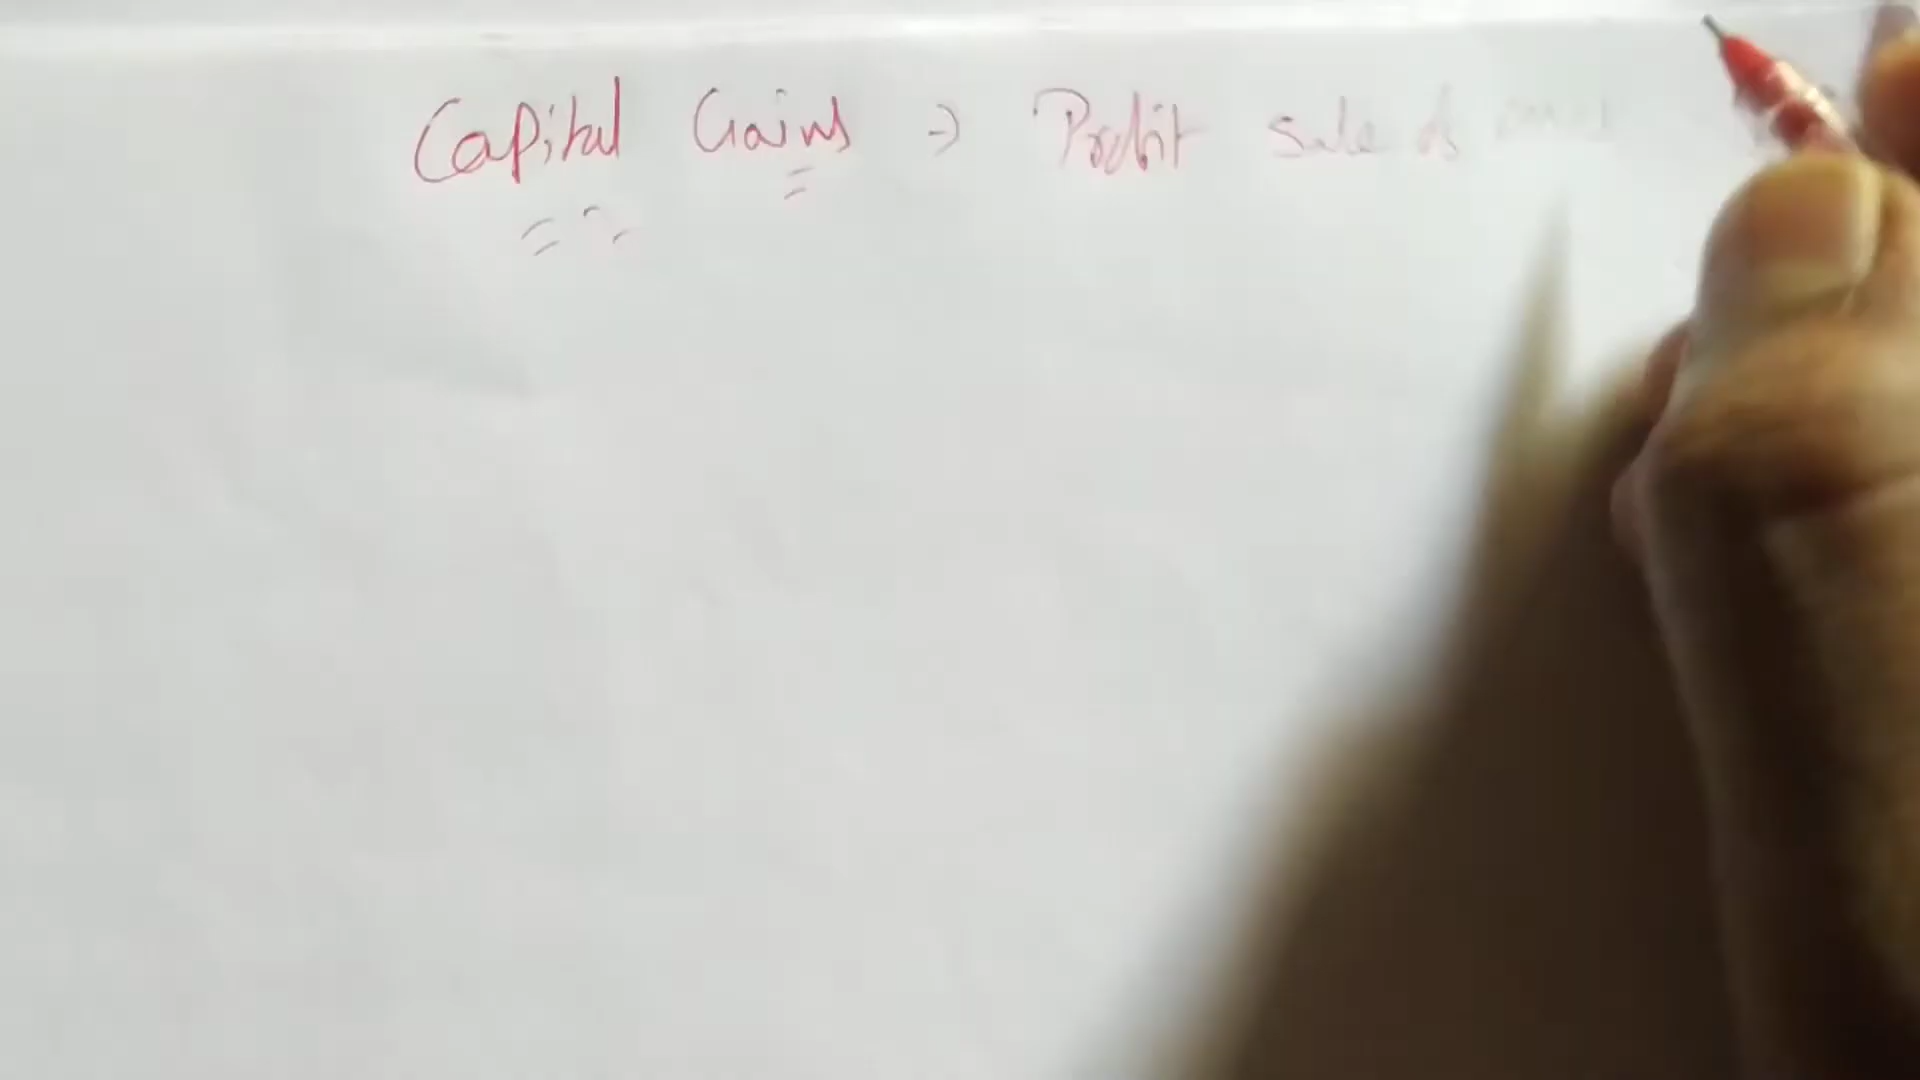 Capital Gains → Profit Sale of